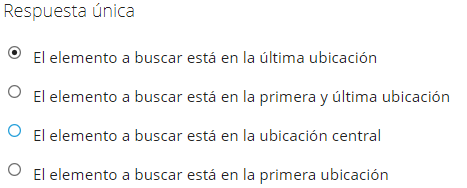 Respuesta única
El elemento a buscar está en la última ubicación
El elemento a buscar está en la primera y última ubicación
El elemento a buscar está en la ubicación central
El elemento a buscar está en la primera ubicación